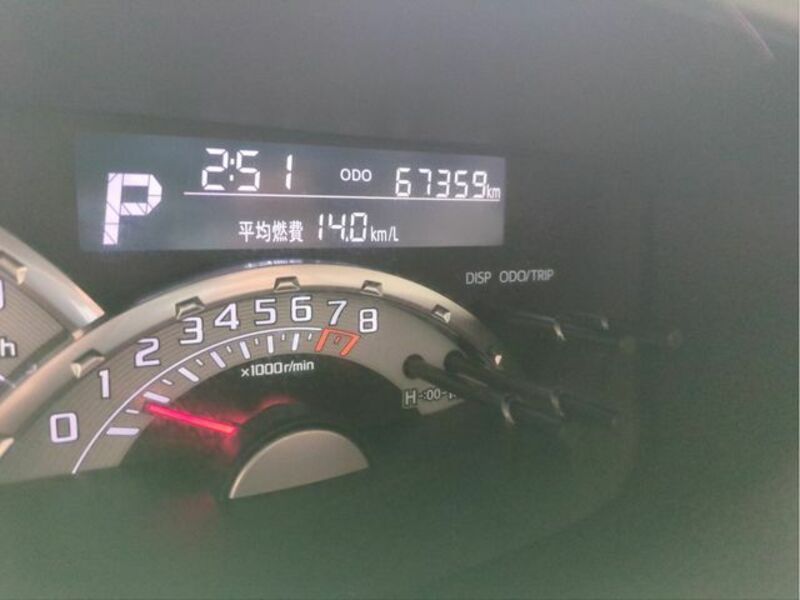 P
2:51 ODO 67359km
平均燃費 14.0km/L
DISP ODO/TRIP
0 1 2 3 4 5 6 7 8
×1000r/min
h
H-:00-